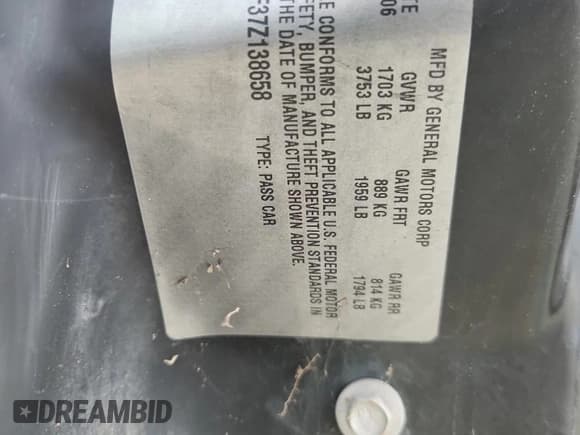 MFD BY GENERAL MOTORS CORP
TE GVWR GAWR FRT GAWR RR
06 1703 KG 889 KG 814 KG
3753 LB 1959 LB 1794 LB
E CONFORMS TO ALL APPLICABLE U.S. FEDERAL MOTOR
FETY, BUMPER, AND THEFT PREVENTION STANDARDS IN
THE DATE OF MANUFACTURE SHOWN ABOVE.
F37Z138658 TYPE: PASS CAR
DREAMBID